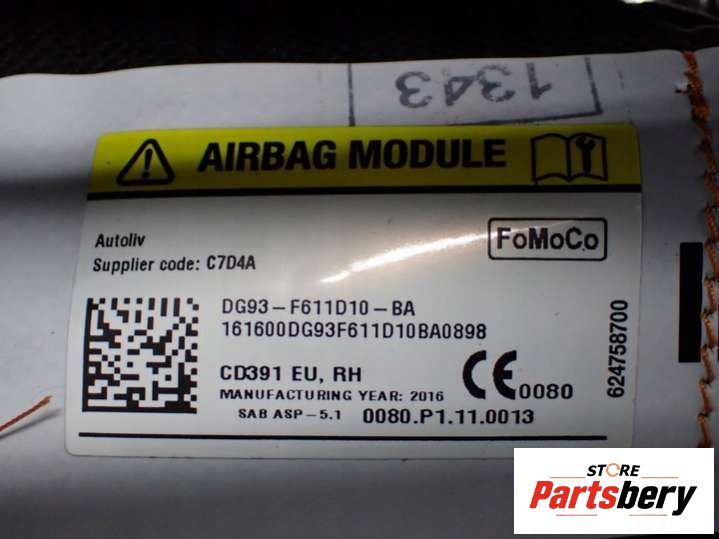 1343
AIRBAG MODULE
Autoliv
FoMoCo
Supplier code: C7D4A
DG93-F611D10-BA
161600DG93F611D10BA0898
CD391 EU, RH
CE 0080
MANUFACTURING YEAR: 2016
SAB ASP-5.1 0080.P1.11.0013
624758700
STORE
Partsbery